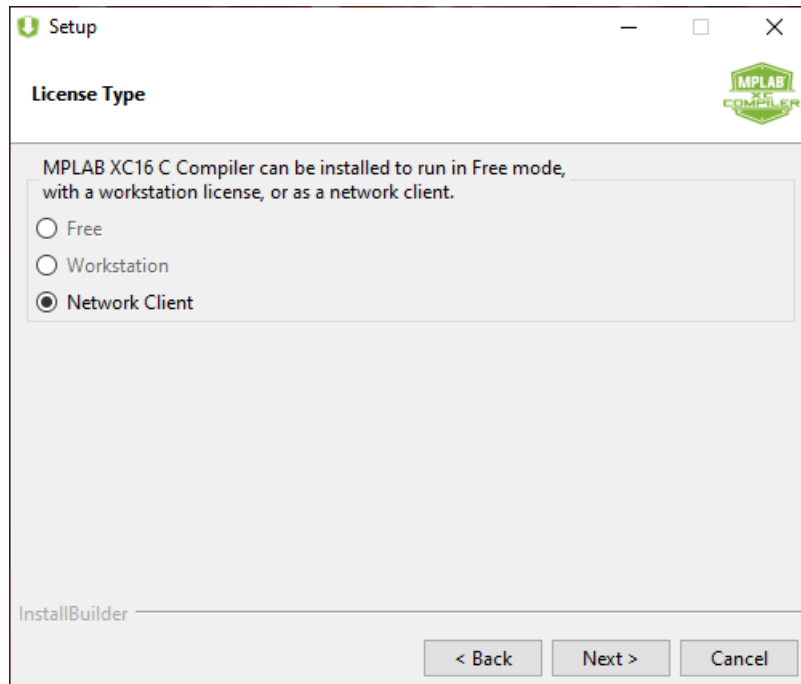 Setup
License Type
MPLAB
XC
COMPILER
MPLAB XC16 C Compiler can be installed to run in Free mode,
with a workstation license, or as a network client.
Free
Workstation
Network Client
InstallBuilder
< Back
Next >
Cancel